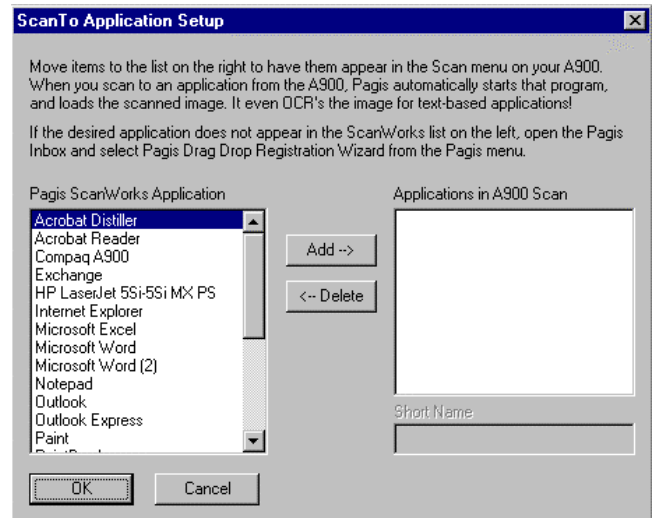 ScanTo Application Setup
Move items to the list on the right to have them appear in the Scan menu on your A900.
When you scan to an application from the A900, Pagis automatically starts that program,
and loads the scanned image. It even OCR's the image for text-based applications!
If the desired application does not appear in the ScanWorks list on the left, open the Pagis
Inbox and select Pagis Drag Drop Registration Wizard from the Pagis menu.
Pagis ScanWorks Application
Acrobat Distiller
Acrobat Reader
Compaq A900
Exchange
HP LaserJet 5Si-5Si MX PS
Internet Explorer
Microsoft Excel
Microsoft Word
Microsoft Word (2)
Notepad
Outlook
Outlook Express
Paint
Add -->
<-- Delete
Applications in A900 Scan
Short Name
OK
Cancel